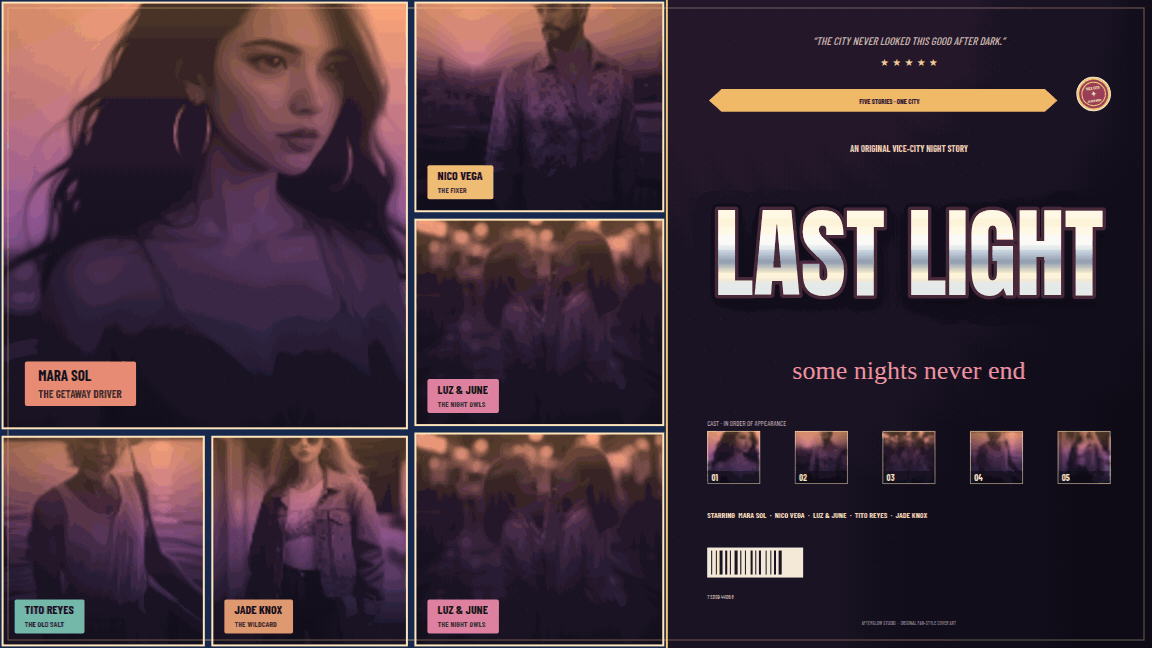 MARA SOL
THE GETAWAY DRIVER
NICO VEGA
THE FIXER
LUZ & JUNE
THE NIGHT OWLS
TITO REYES
THE OLD SALT
JADE KNOX
THE WILDCARD
LUZ & JUNE
THE NIGHT OWLS
"THE CITY NEVER LOOKED THIS GOOD AFTER DARK."
★★★★★
FIVE STORIES · ONE CITY
AN ORIGINAL VICE-CITY NIGHT STORY
LAST LIGHT
some nights never end
CAST · IN ORDER OF APPEARANCE
01
02
03
04
05
STARRING MARA SOL · NICO VEGA · LUZ & JUNE · TITO REYES · JADE KNOX
AFTERGLOW STUDIO · ORIGINAL FAN-STYLE COVER ART